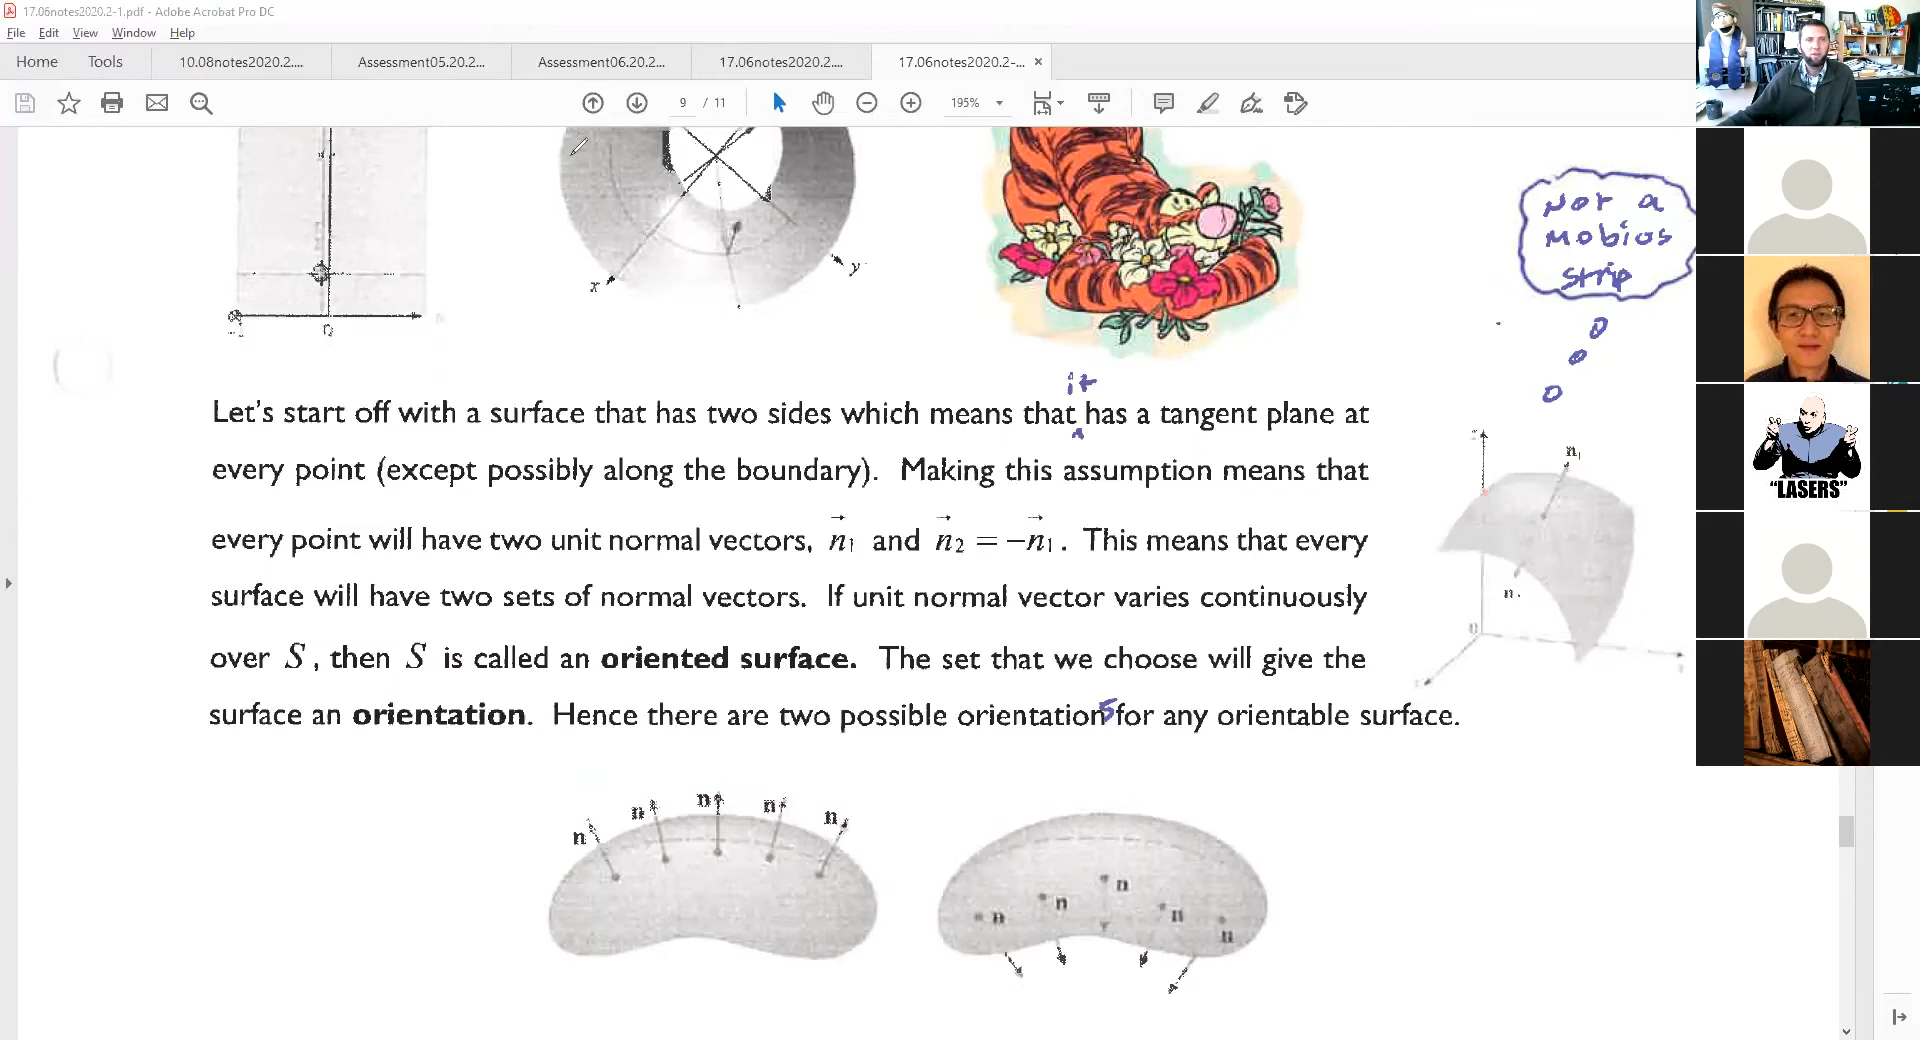 17.06notes2020.2-1.pdf - Adobe Acrobat Pro DC
File Edit View Window Help
Home Tools 10.08notes2020.2.... Assessment05.20.2... Assessment06.20.2... 17.06notes2020.2.... 17.06notes2020.2-... ×
9 / 11 195%
Not a
Mobios
Strip
x
y
0
it
Let's start off with a surface that has two sides which means that has a tangent plane at
every point (except possibly along the boundary). Making this assumption means that
every point will have two unit normal vectors, n₁ and n₂ = −n₁. This means that every
surface will have two sets of normal vectors. If unit normal vector varies continuously
over S, then S is called an oriented surface. The set that we choose will give the
surface an orientation. Hence there are two possible orientations for any orientable surface.
n₁
n
0
n n n n n
n n n n n
"LASERS"